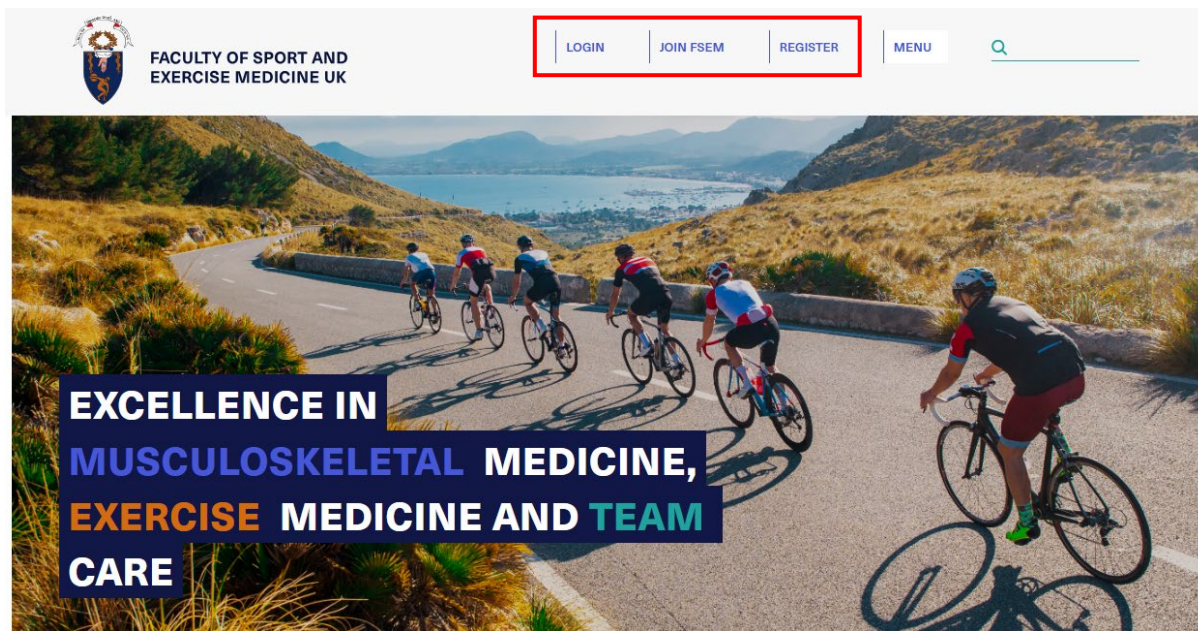 FACULTY OF SPORT AND
EXERCISE MEDICINE UK
LOGIN
JOIN FSEM
REGISTER
MENU
EXCELLENCE IN
MUSCULOSKELETAL MEDICINE,
EXERCISE MEDICINE AND TEAM
CARE